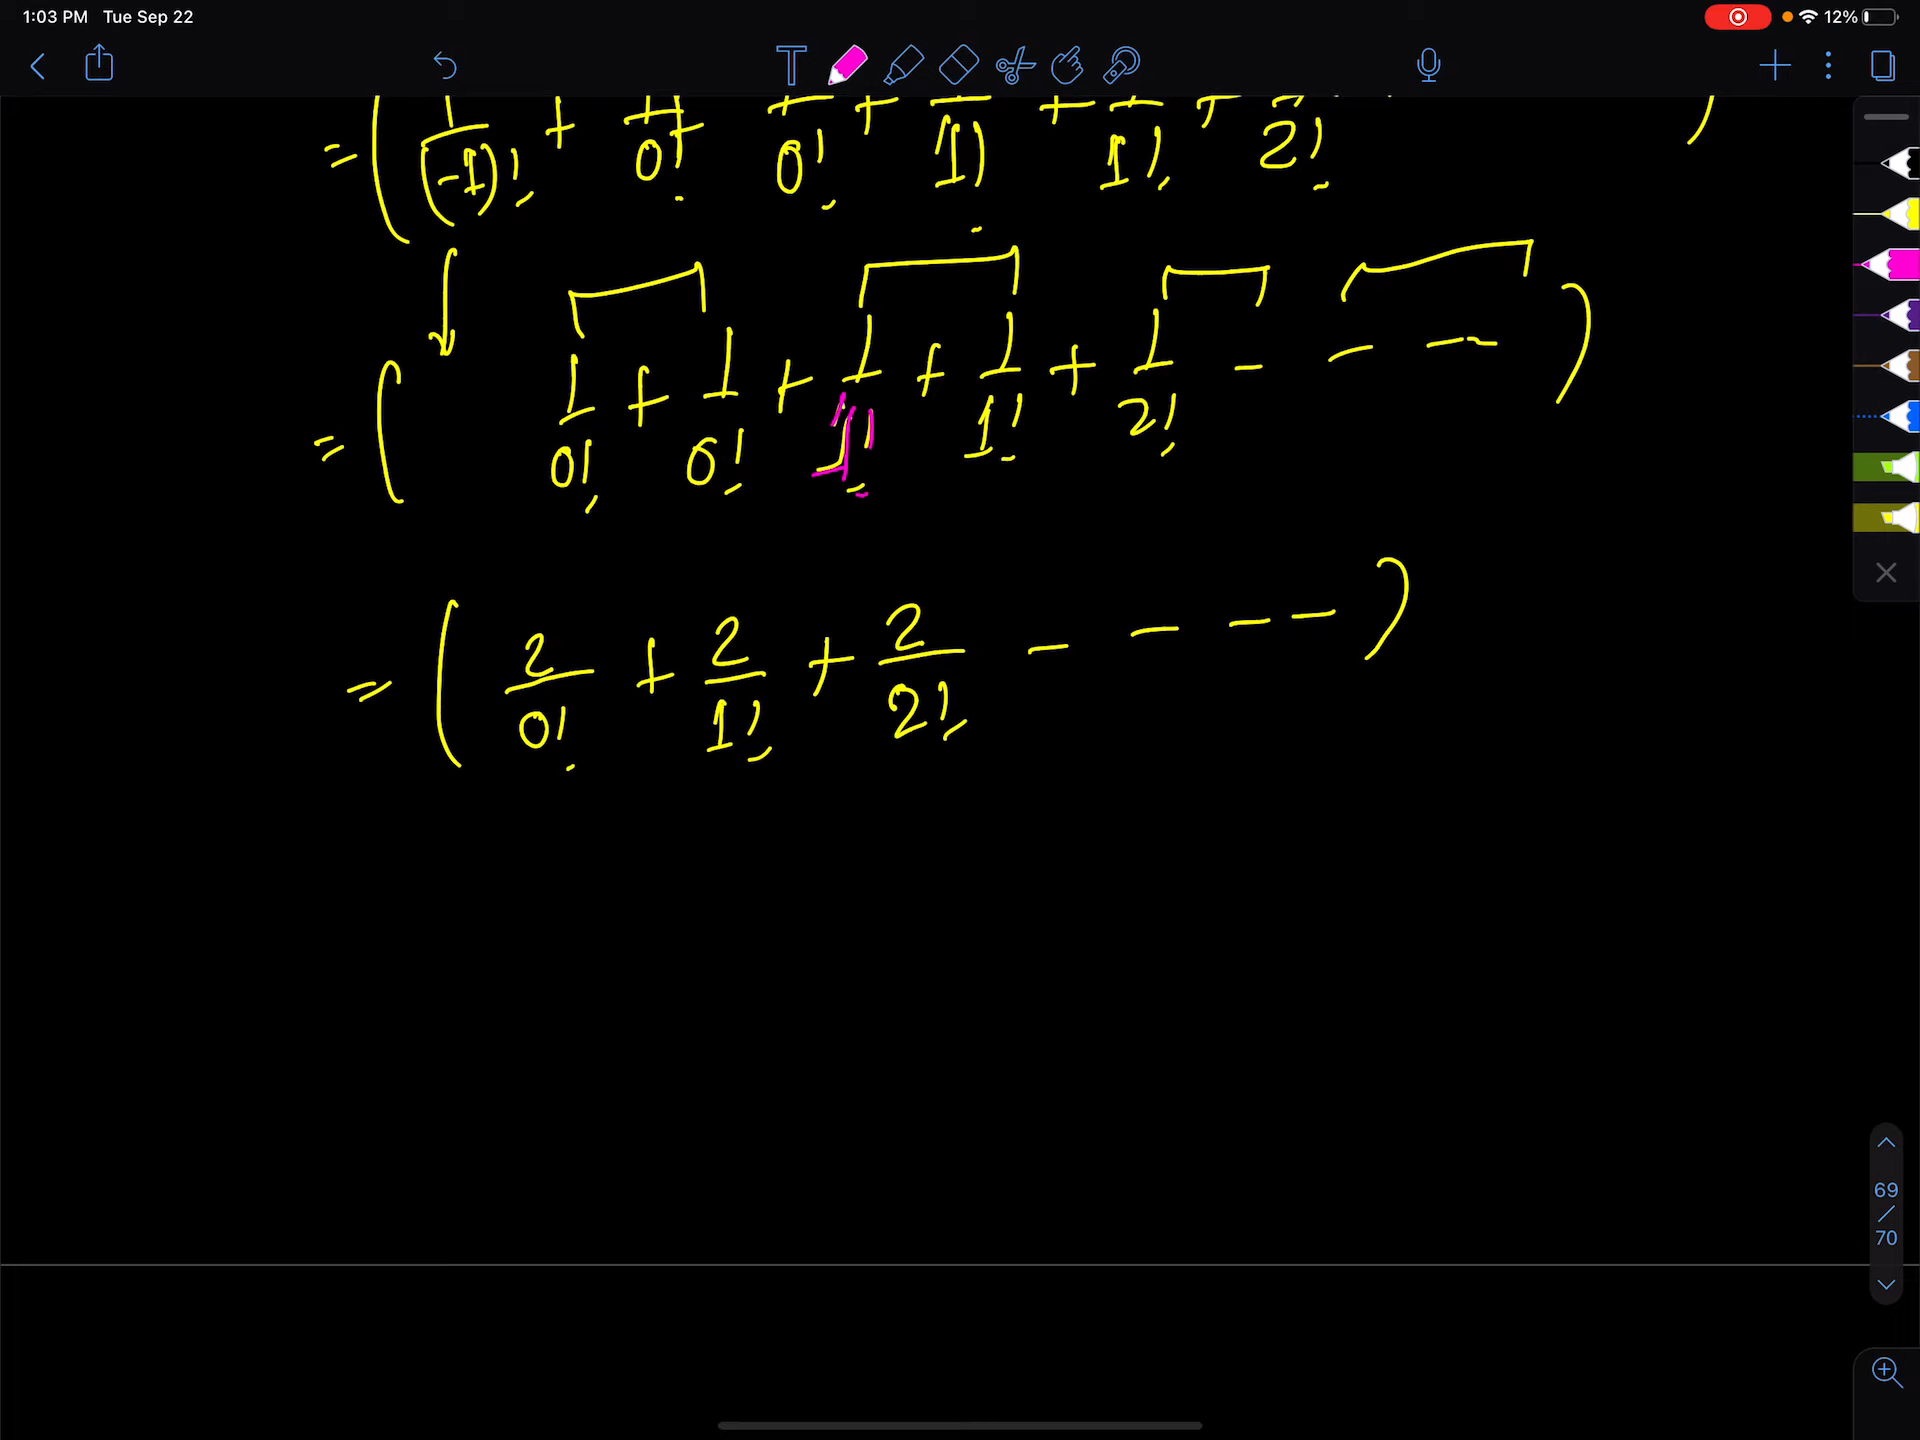 1:03 PM Tue Sep 22 12%
= ( 1/(-1)! + 1/0! + 1/0! + 1/1! + 1/1! + 1/2! )
= ( 1/0! + 1/0! + 1/1! + 1/1! + 1/2! - - -- )
= ( 2/0! + 2/1! + 2/2! - - -- )
69
/
70